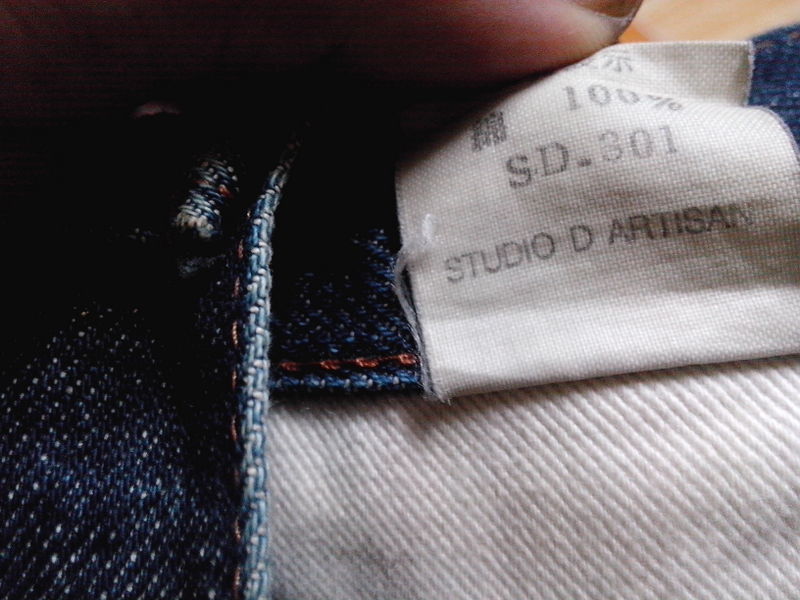 綿 100%
SD-301
STUDIO D ARTISAN